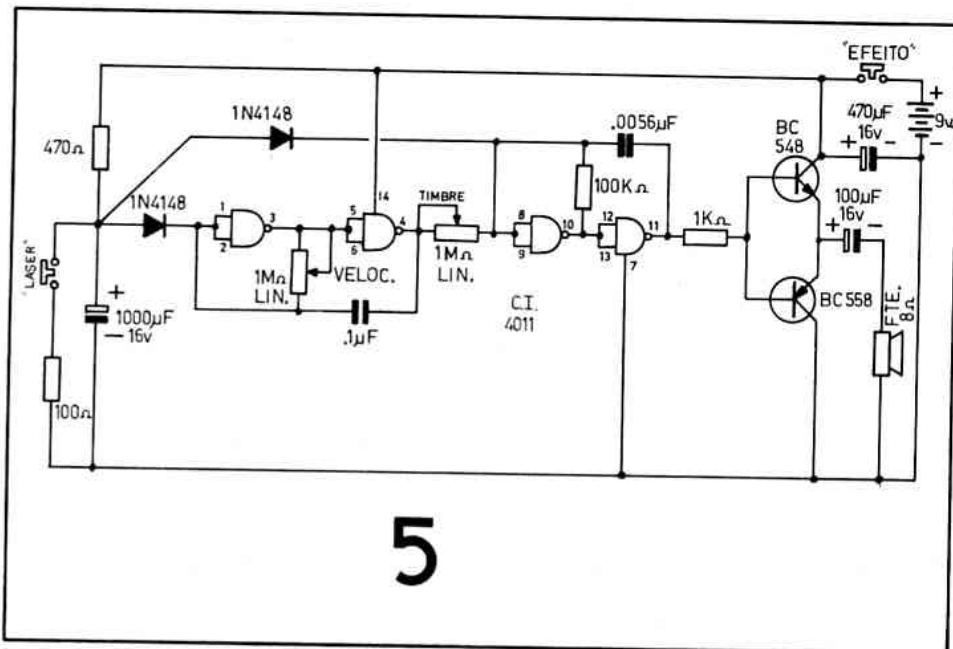 "EFEITO"
+
9v
-
470µF
16v
+ -
BC
548
100µF
16v
+ -
BC558
FTE.
8Ω
1KΩ
.0056µF
100KΩ
1N4148
470Ω
1N4148
14
TIMBRE
1
2
3
5
6
4
8
9
10
12
13
11
7
1MΩ
LIN.
VELOC.
1MΩ
LIN.
.1µF
C.I.
4011
"LASER"
+
1000µF
- 16v
100Ω
5